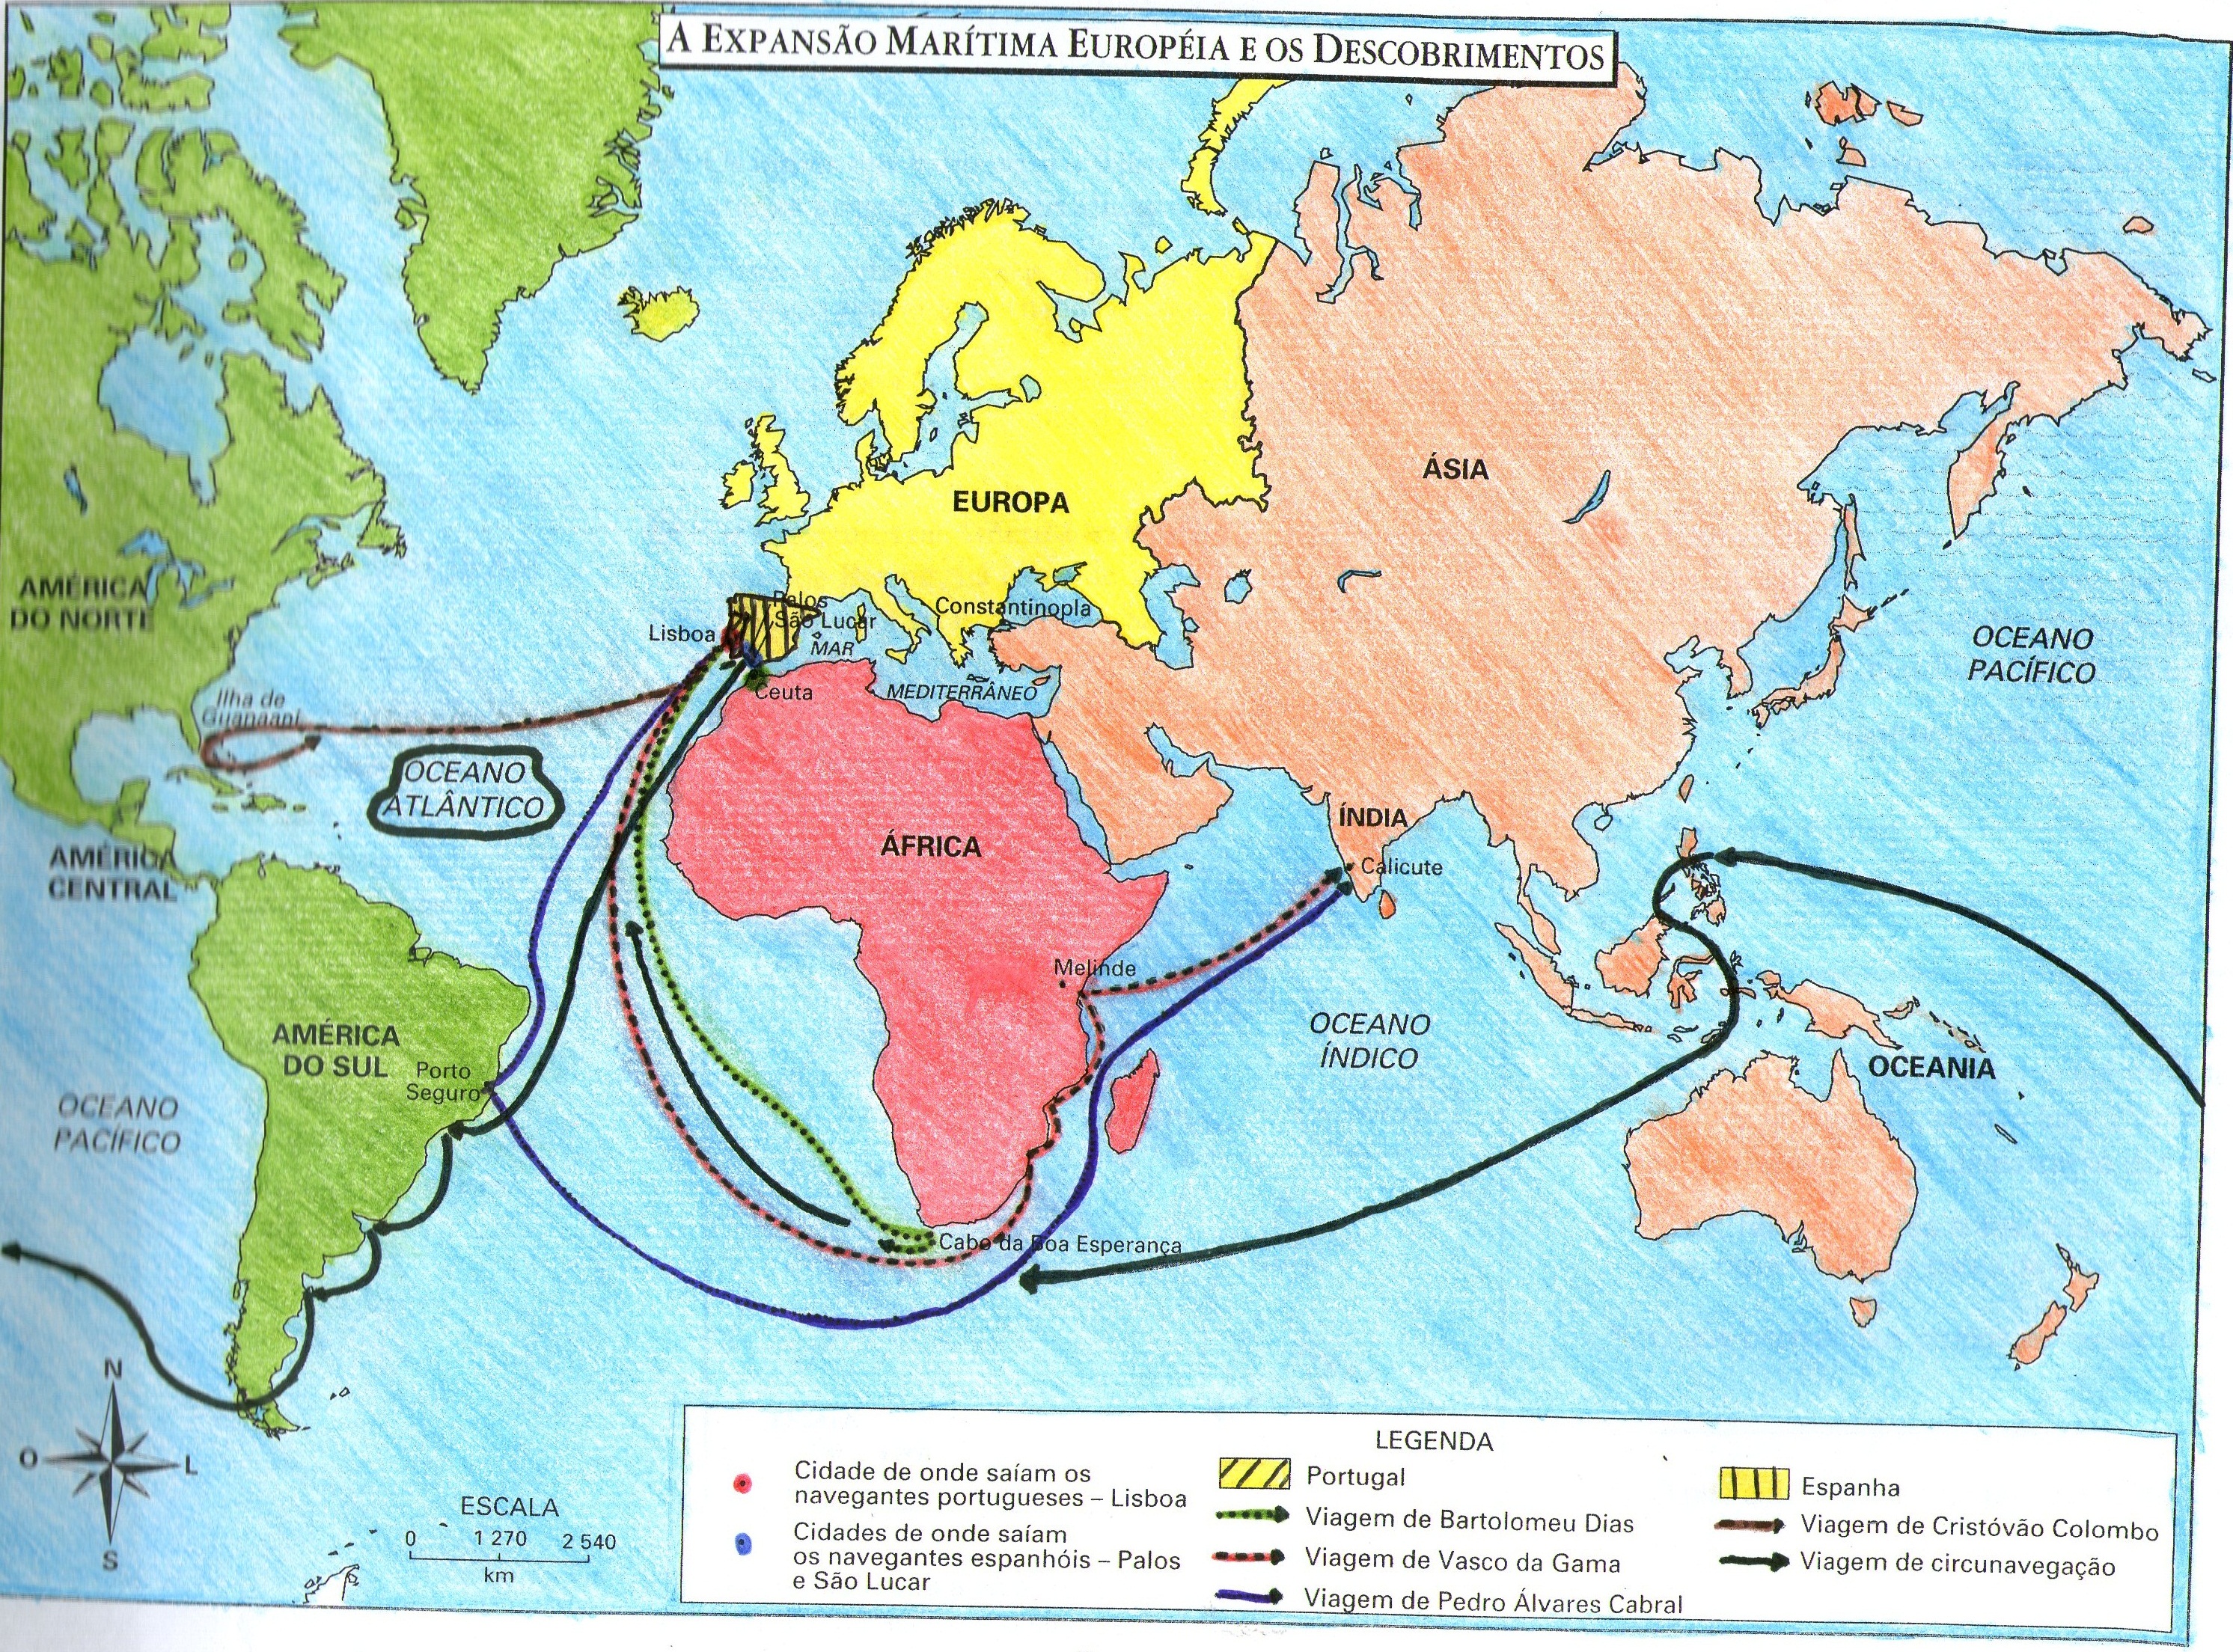 A EXPANSÃO MARÍTIMA EUROPÉIA E OS DESCOBRIMENTOS
ÁSIA
EUROPA
AMÉRICA
DO NORTE
Palos
São Lucar
Lisboa
Constantinopla
MAR
MEDITERRÂNEO
Ceuta
OCEANO
PACÍFICO
Ilha de
Guanaani
OCEANO
ATLÂNTICO
ÍNDIA
Calicute
ÁFRICA
AMÉRICA
CENTRAL
Melinde
OCEANO
ÍNDICO
AMÉRICA
DO SUL
Porto
Seguro
OCEANIA
OCEANO
PACÍFICO
Cabo da Boa Esperança
N
O
L
S
ESCALA
0 1 270 2 540
km
LEGENDA
Cidade de onde saíam os
navegantes portugueses – Lisboa
Cidades de onde saíam
os navegantes espanhóis – Palos
e São Lucar
Portugal
Viagem de Bartolomeu Dias
Viagem de Vasco da Gama
Viagem de Pedro Álvares Cabral
Espanha
Viagem de Cristóvão Colombo
Viagem de circunavegação